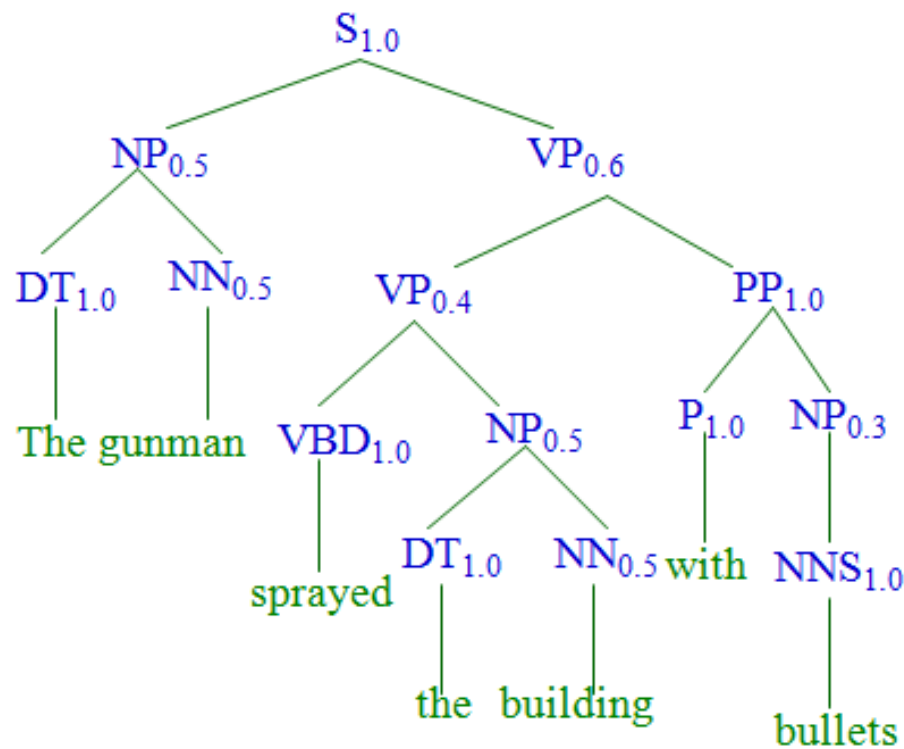 S1.0
NP0.5 VP0.6
DT1.0 NN0.5 VP0.4 PP1.0
The gunman VBD1.0 NP0.5 P1.0 NP0.3
sprayed DT1.0 NN0.5 with NNS1.0
the building bullets